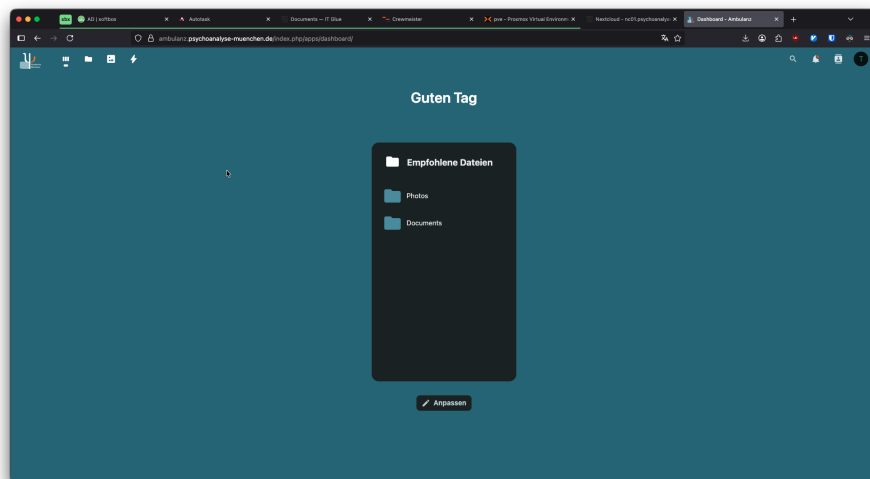 sbx
AD | softbox
Autotask
Documents — IT Glue
Crewmeister
pve - Proxmox Virtual Environm
Nextcloud - nc01.psychoanalys
Dashboard - Ambulanz
ambulanz.psychoanalyse-muenchen.de/index.php/apps/dashboard/
T
Guten Tag
Empfohlene Dateien
Photos
Documents
Anpassen